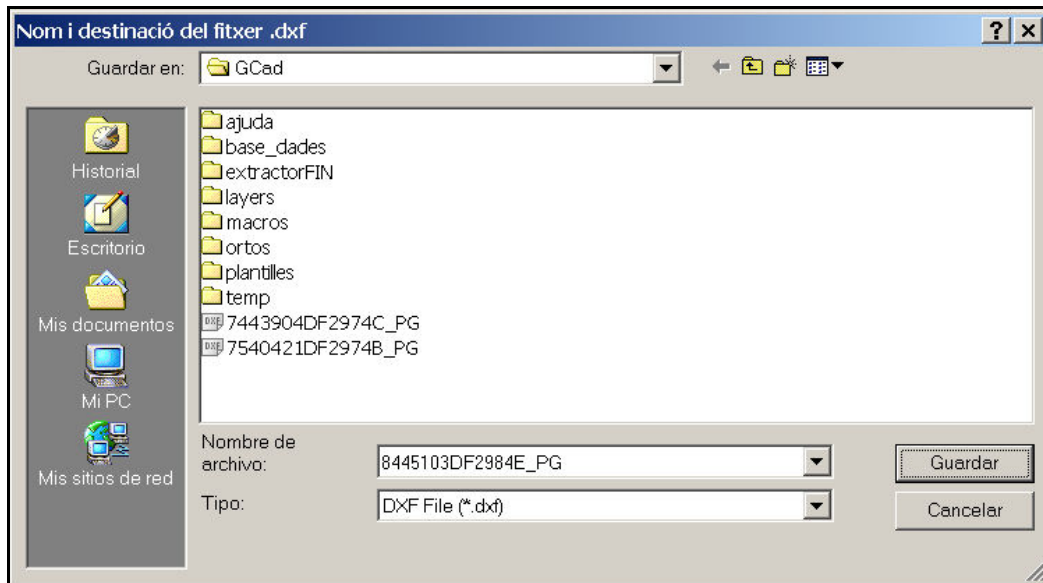 Nom i destinació del fitxer .dxf
Guardar en: GCad
Historial
Escritorio
Mis documentos
Mi PC
Mis sitios de red
ajuda
base_dades
extractorFIN
layers
macros
ortos
plantilles
temp
7443904DF2974C_PG
7540421DF2974B_PG
Nombre de
archivo: 8445103DF2984E_PG Guardar
Tipo: DXF File (*.dxf) Cancelar